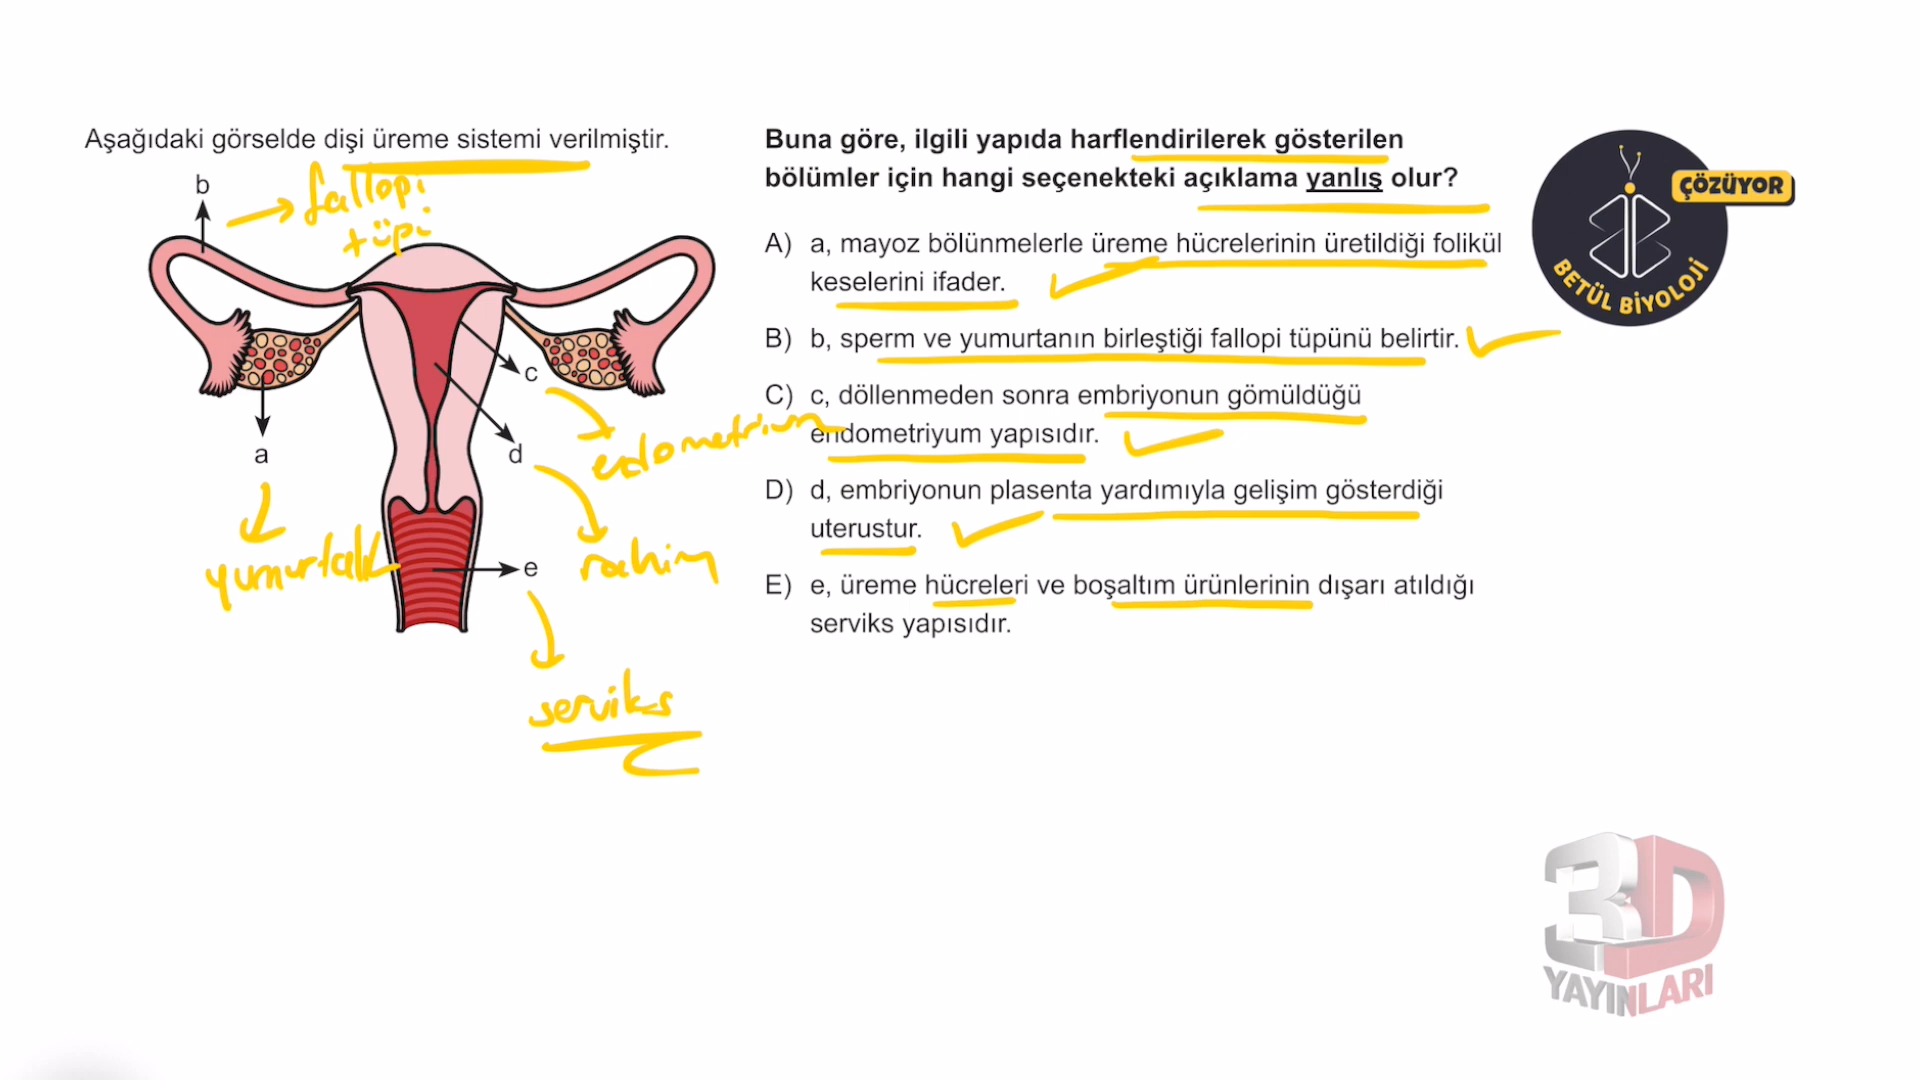 Aşağıdaki görselde dişi üreme sistemi verilmiştir.
b
fallopi
tüpi
c
endometrium
d
a
yumurtalık
rahim
e
serviks
Buna göre, ilgili yapıda harflendirilerek gösterilen
bölümler için hangi seçenekteki açıklama yanlış olur?
A) a, mayoz bölünmelerle üreme hücrelerinin üretildiği folikül
keselerini ifader.
B) b, sperm ve yumurtanın birleştiği fallopi tüpünü belirtir.
C) c, döllenmeden sonra embriyonun gömüldüğü
endometriyum yapısıdır.
D) d, embriyonun plasenta yardımıyla gelişim gösterdiği
uterustur.
E) e, üreme hücreleri ve boşaltım ürünlerinin dışarı atıldığı
serviks yapısıdır.
ÇÖZÜYOR
BETÜL BİYOLOJİ
3D
YAYINLARI